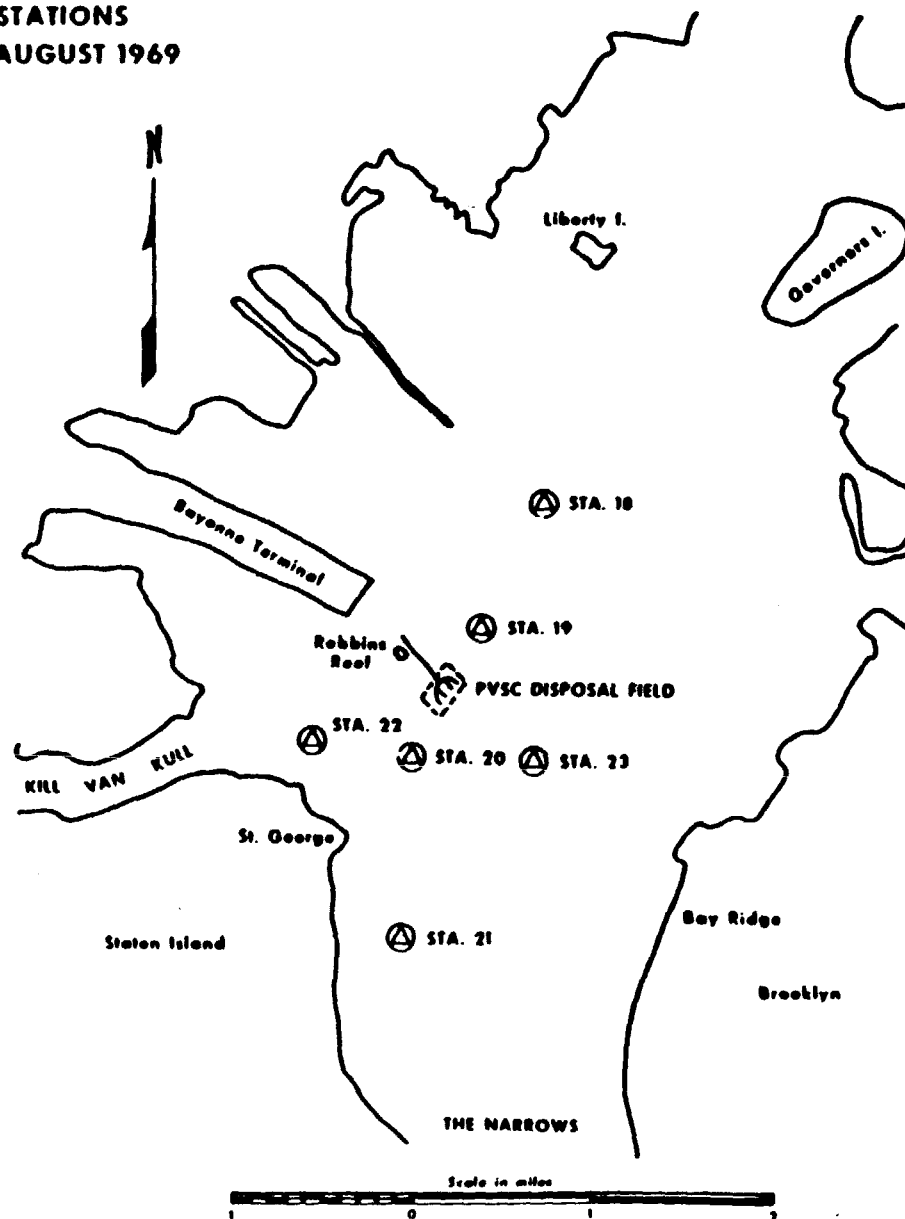 STATIONS
AUGUST 1969
N
Liberty I.
Governors I.
STA. 18
Bayonne Terminal
STA. 19
Robbins
Reef
PVSC DISPOSAL FIELD
STA. 22
STA. 20
STA. 23
KILL VAN KULL
St. George
Bay Ridge
Staten Island
STA. 21
Brooklyn
THE NARROWS
Scale in miles
1 0 1 2